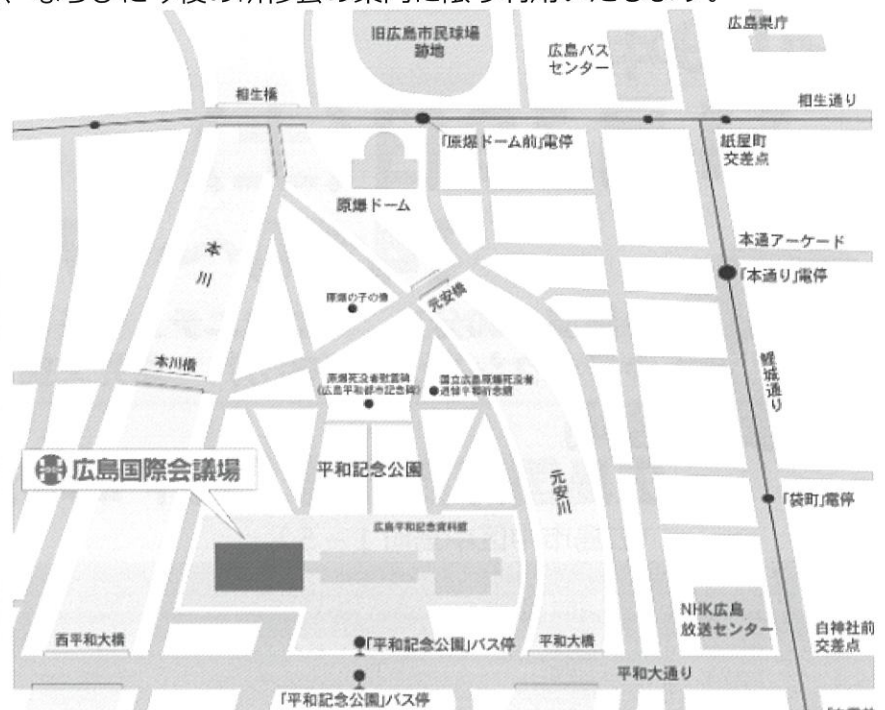 旧広島市民球場
跡地
広島県庁
広島バス
センター
相生橋
相生通り
「原爆ドーム前」電停
紙屋町
交差点
原爆ドーム
本川
本通アーケード
「本通り」電停
原爆の子の像
元安橋
本川橋
原爆死没者慰霊碑
(広島平和都市記念碑)
国立広島原爆死没者
追悼平和祈念館
鯉城通り
広島国際会議場
平和記念公園
元安川
「袋町」電停
広島平和記念資料館
NHK広島
放送センター
白神社前
交差点
西平和大橋
「平和記念公園」バス停
平和大橋
平和大通り
「平和記念公園」バス停